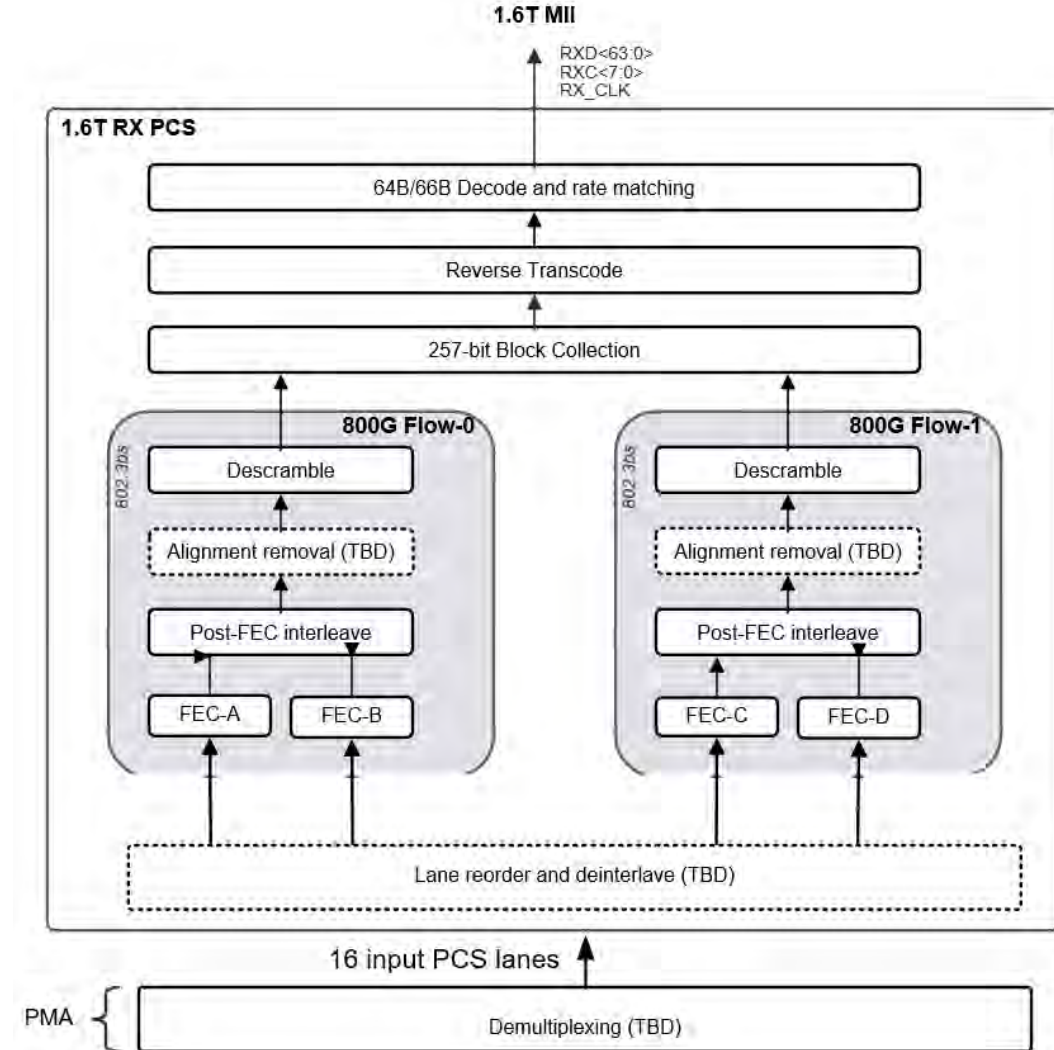 1.6T MII
RXD<63:0>
RXC<7:0>
RX_CLK
1.6T RX PCS
64B/66B Decode and rate matching
Reverse Transcode
257-bit Block Collection
800G Flow-0
802.3bs
Descramble
Alignment removal (TBD)
Post-FEC interleave
FEC-A
FEC-B
800G Flow-1
802.3bs
Descramble
Alignment removal (TBD)
Post-FEC interleave
FEC-C
FEC-D
Lane reorder and deinterlave (TBD)
16 input PCS lanes
PMA
Demultiplexing (TBD)